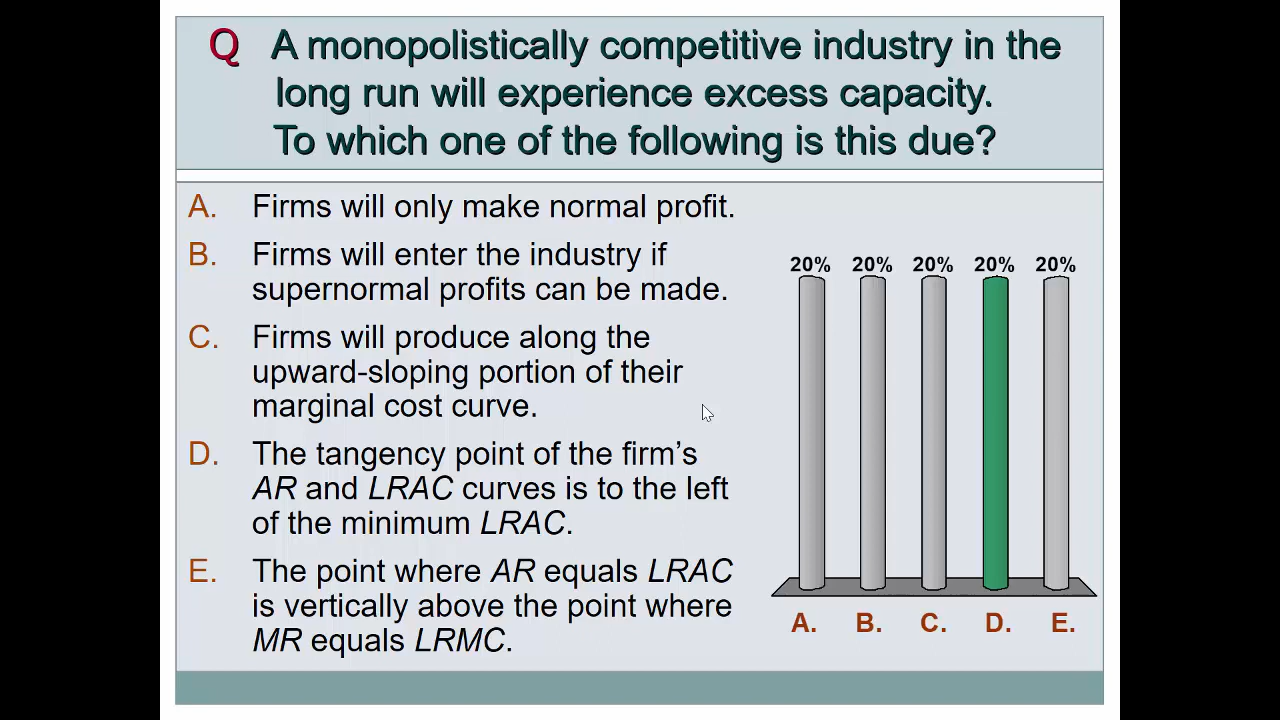 Q A monopolistically competitive industry in the
long run will experience excess capacity.
To which one of the following is this due?
A. Firms will only make normal profit.
B. Firms will enter the industry if
supernormal profits can be made.
C. Firms will produce along the
upward-sloping portion of their
marginal cost curve.
D. The tangency point of the firm’s
AR and LRAC curves is to the left
of the minimum LRAC.
E. The point where AR equals LRAC
is vertically above the point where
MR equals LRMC.
20% 20% 20% 20% 20%
A. B. C. D. E.